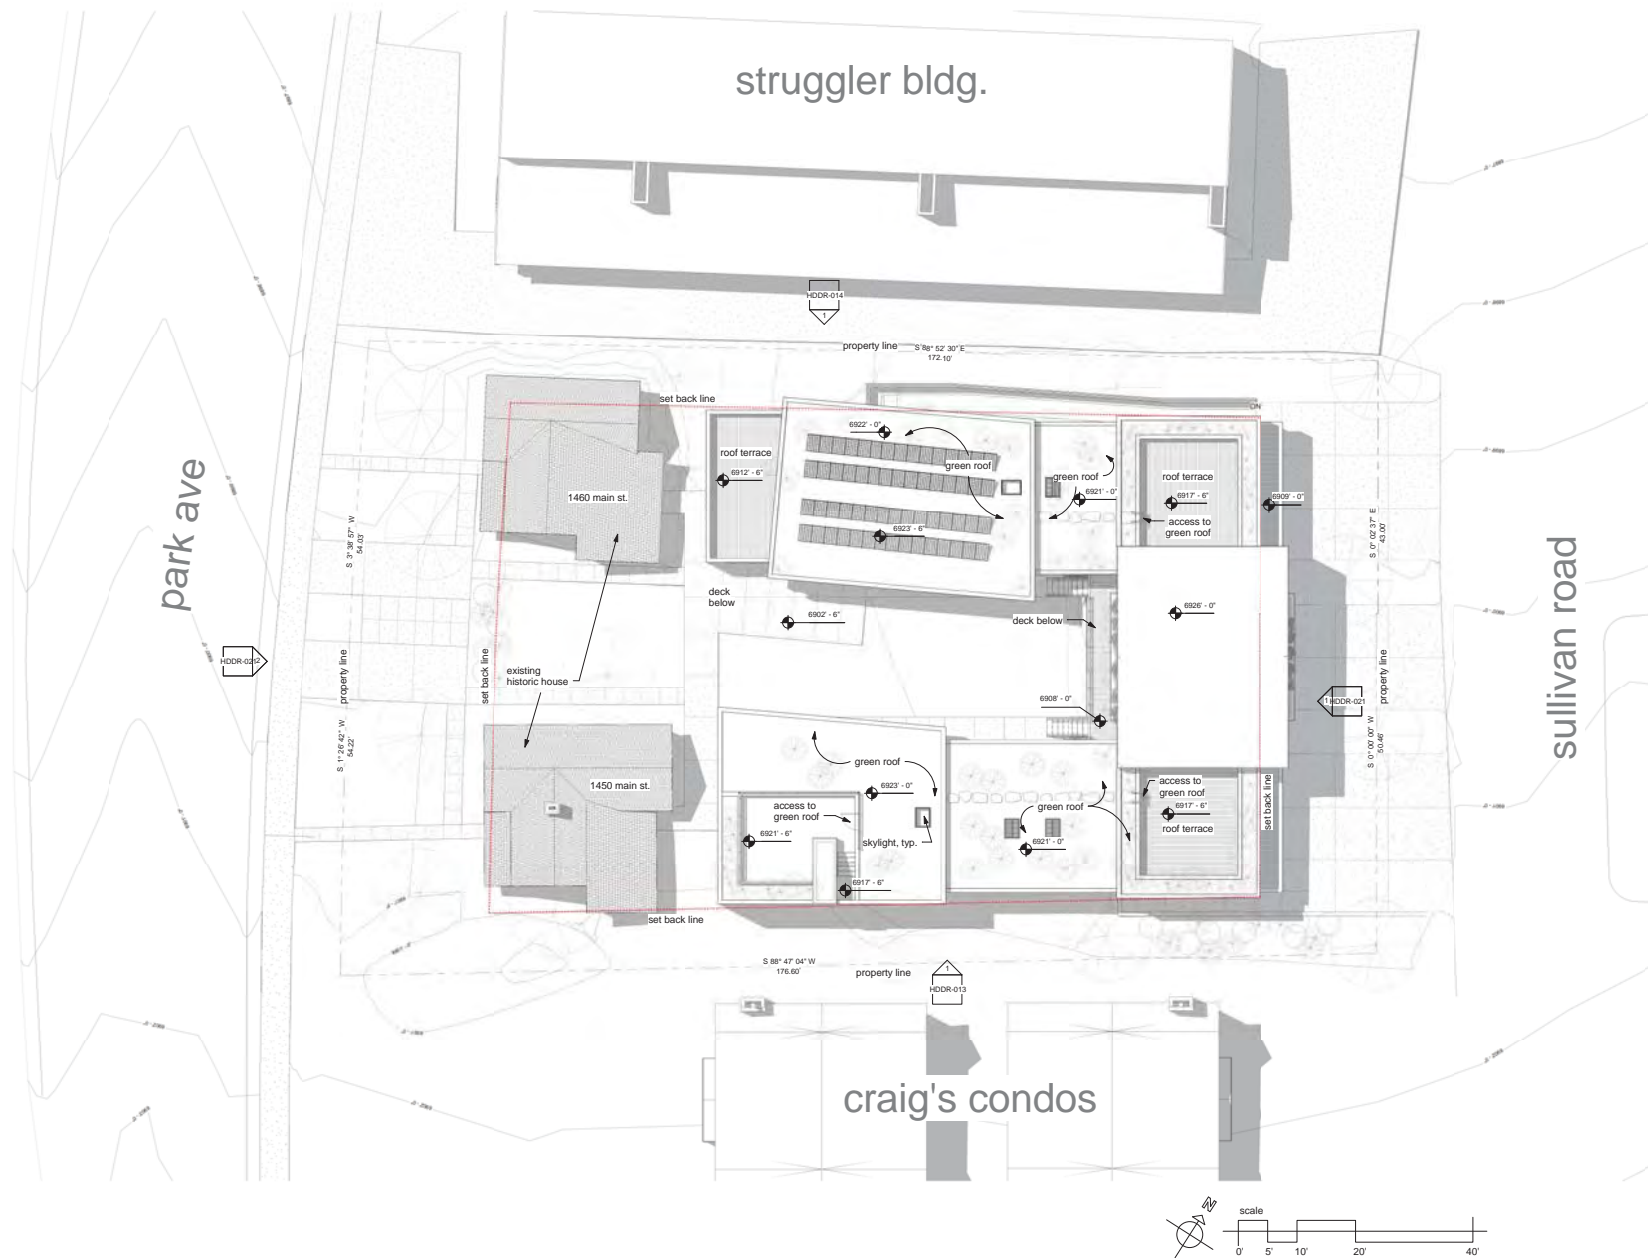 struggler bldg.
HDDR-014
1
property line
S 88° 52' 30" E
172.10'
set back line
DN
6922' - 0"
roof terrace
green roof
6912' - 6"
green roof
roof terrace
6921' - 0"
6917' - 6"
6909' - 0"
1460 main st.
access to
green roof
6923' - 6"
S 3° 38' 57" W
54.03'
S 0° 02' 37" E
43.00'
park ave
sullivan road
deck
below
6902' - 6"
deck below
6926' - 0"
HDDR-021
2
property line
set back line
existing
historic house
6908' - 0"
1
HDDR-021
property line
S 1° 26' 42" W
54.22'
S 0° 00' 00" W
50.46'
green roof
1450 main st.
6923' - 0"
access to
green roof
access to
green roof
green roof
6917' - 6"
set back line
6921' - 6"
skylight, typ.
6921' - 0"
roof terrace
6917' - 6"
set back line
S 88° 47' 04" W
176.60'
property line
1
HDDR-013
craig's condos
N
scale
0'
5'
10'
20'
40'